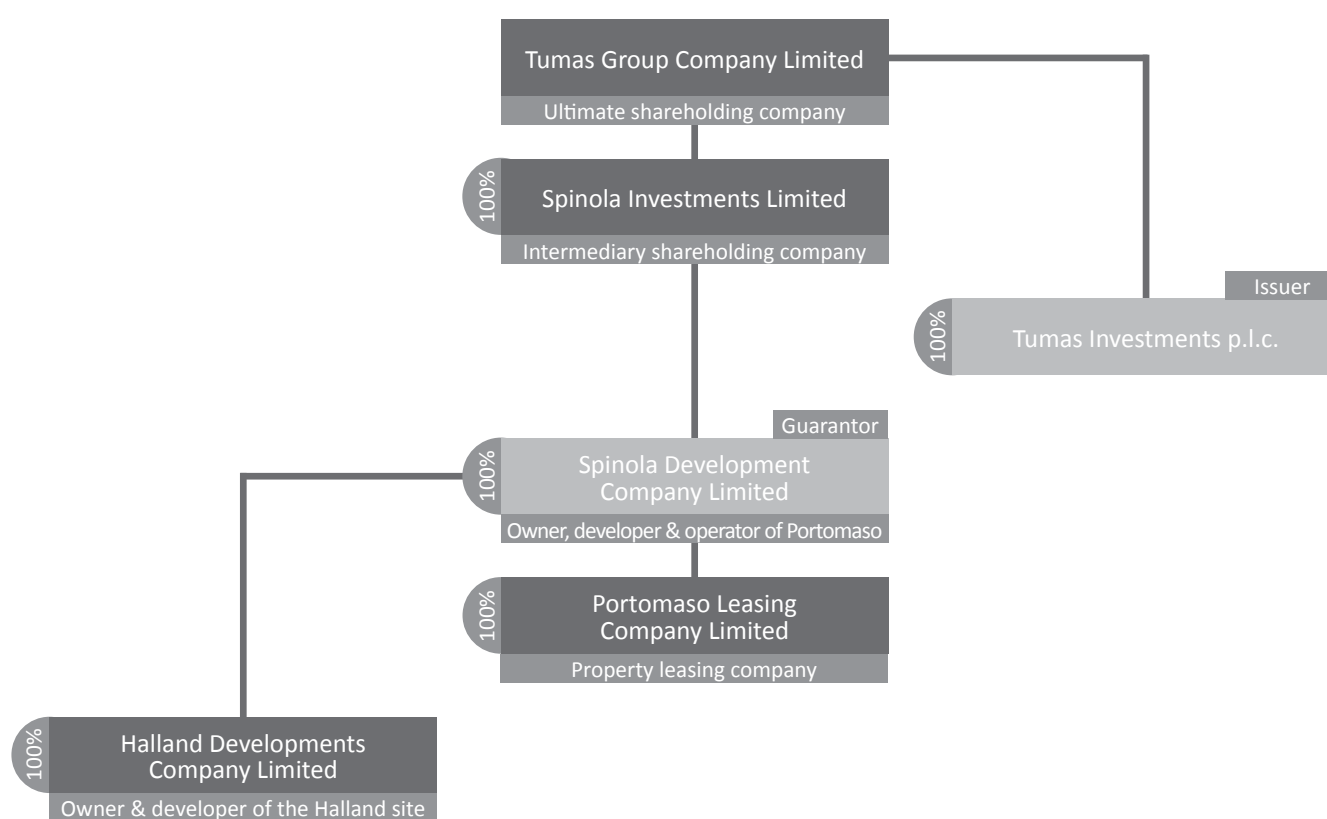 Tumas Group Company Limited
Ultimate shareholding company
100%
Spinola Investments Limited
Intermediary shareholding company
Issuer
100%
Tumas Investments p.l.c.
Guarantor
100%
Spinola Development
Company Limited
Owner, developer & operator of Portomaso
100%
Portomaso Leasing
Company Limited
Property leasing company
100%
Halland Developments
Company Limited
Owner & developer of the Halland site